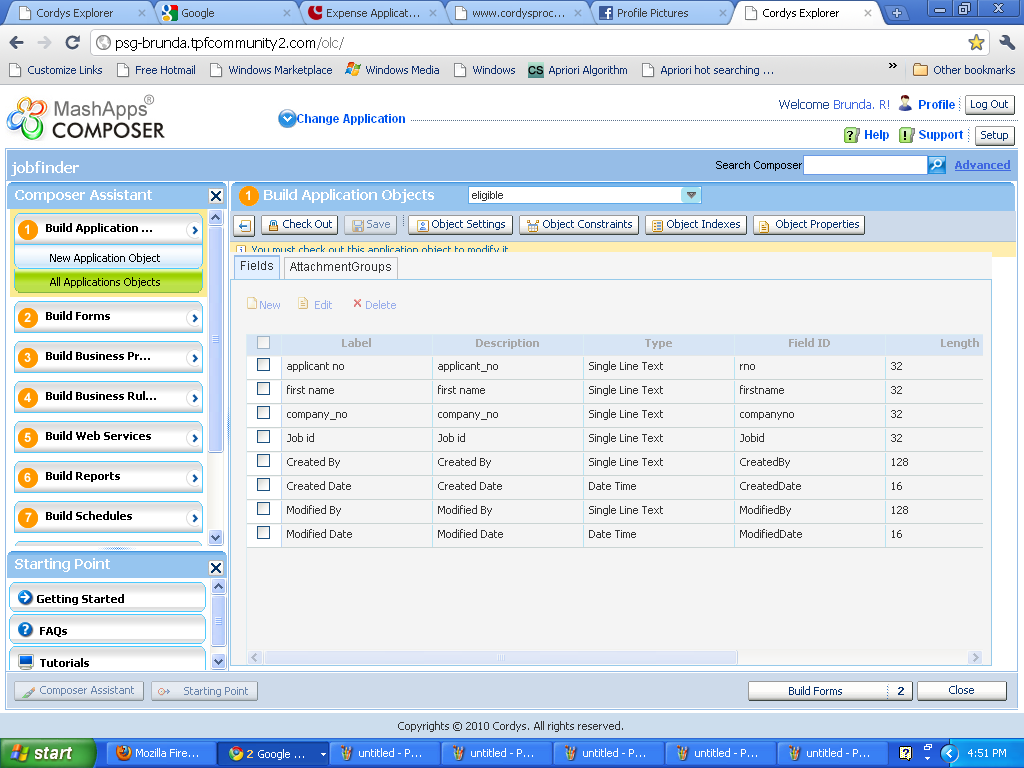 Cordys Explorer
Google
Expense Applicat...
www.cordysproc...
Profile Pictures
Cordys Explorer
psg-brunda.tpfcommunity2.com/olc/
Customize Links
Free Hotmail
Windows Marketplace
Windows Media
Windows
CS Apriori Algorithm
Apriori hot searching ...
»
Other bookmarks
MashApps®
COMPOSER
Change Application
Welcome Brunda. R!
Profile
Log Out
Help
Support
Setup
jobfinder
Search Composer
Advanced
Composer Assistant
1 Build Application Objects
eligible
1 Build Application ...
New Application Object
All Applications Objects
2 Build Forms
3 Build Business Pr...
4 Build Business Rul...
5 Build Web Services
6 Build Reports
7 Build Schedules
Check Out
Save
Object Settings
Object Constraints
Object Indexes
Object Properties
You must check out this application object to modify it
Fields
AttachmentGroups
New
Edit
Delete
Label Description Type Field ID Length
applicant no applicant_no Single Line Text rno 32
first name first name Single Line Text firstname 32
company_no company_no Single Line Text companyno 32
Job id Job id Single Line Text Jobid 32
Created By Created By Single Line Text CreatedBy 128
Created Date Created Date Date Time CreatedDate 16
Modified By Modified By Single Line Text ModifiedBy 128
Modified Date Modified Date Date Time ModifiedDate 16
Starting Point
Getting Started
FAQs
Tutorials
Composer Assistant
Starting Point
Build Forms 2
Close
Copyrights © 2010 Cordys. All rights reserved.
start
Mozilla Fire...
2 Google ...
untitled - P...
untitled - P...
untitled - P...
untitled - P...
untitled - P...
4:51 PM